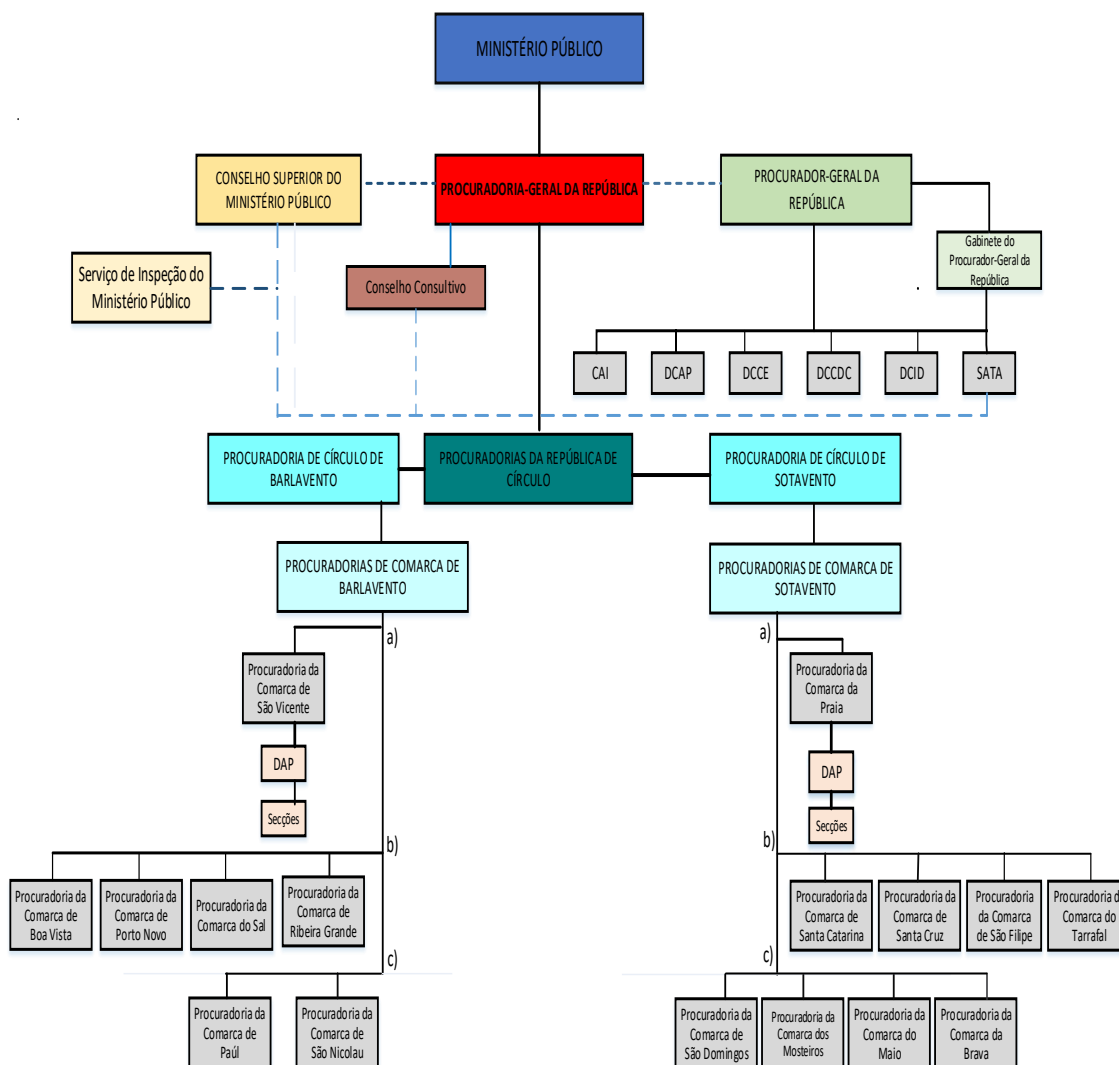 MINISTÉRIO PÚBLICO
CONSELHO SUPERIOR DO
MINISTÉRIO PÚBLICO
PROCURADORIA-GERAL DA REPÚBLICA
PROCURADOR-GERAL DA
REPÚBLICA
Gabinete do
Procurador-Geral da
República
Serviço de Inspeção do
Ministério Público
Conselho Consultivo
CAI
DCAP
DCCE
DCCDC
DCID
SATA
PROCURADORIA DE CÍRCULO DE
BARLAVENTO
PROCURADORIAS DA REPÚBLICA DE
CÍRCULO
PROCURADORIA DE CÍRCULO DE
SOTAVENTO
PROCURADORIAS DE COMARCA DE
BARLAVENTO
PROCURADORIAS DE COMARCA DE
SOTAVENTO
a)
Procuradoria da
Comarca de
São Vicente
DAP
Secções
a)
Procuradoria da
Comarca da
Praia
DAP
Secções
b)
Procuradoria da
Comarca de
Boa Vista
Procuradoria da
Comarca de
Porto Novo
Procuradoria da
Comarca do Sal
Procuradoria da
Comarca de
Ribeira Grande
b)
Procuradoria da
Comarca de
Santa Catarina
Procuradoria da
Comarca de
Santa Cruz
Procuradoria
da Comarca
de São Filipe
Procuradoria d
Comarca do
Tarrafal
c)
Procuradoria da
Comarca de
Paúl
Procuradoria da
Comarca de
São Nicolau
c)
Procuradoria da
Comarca de
São Domingos
Procuradoria da
Comarca dos
Mosteiros
Procuradoria da
Comarca do
Maio
Procuradoria da
Comarca da
Brava